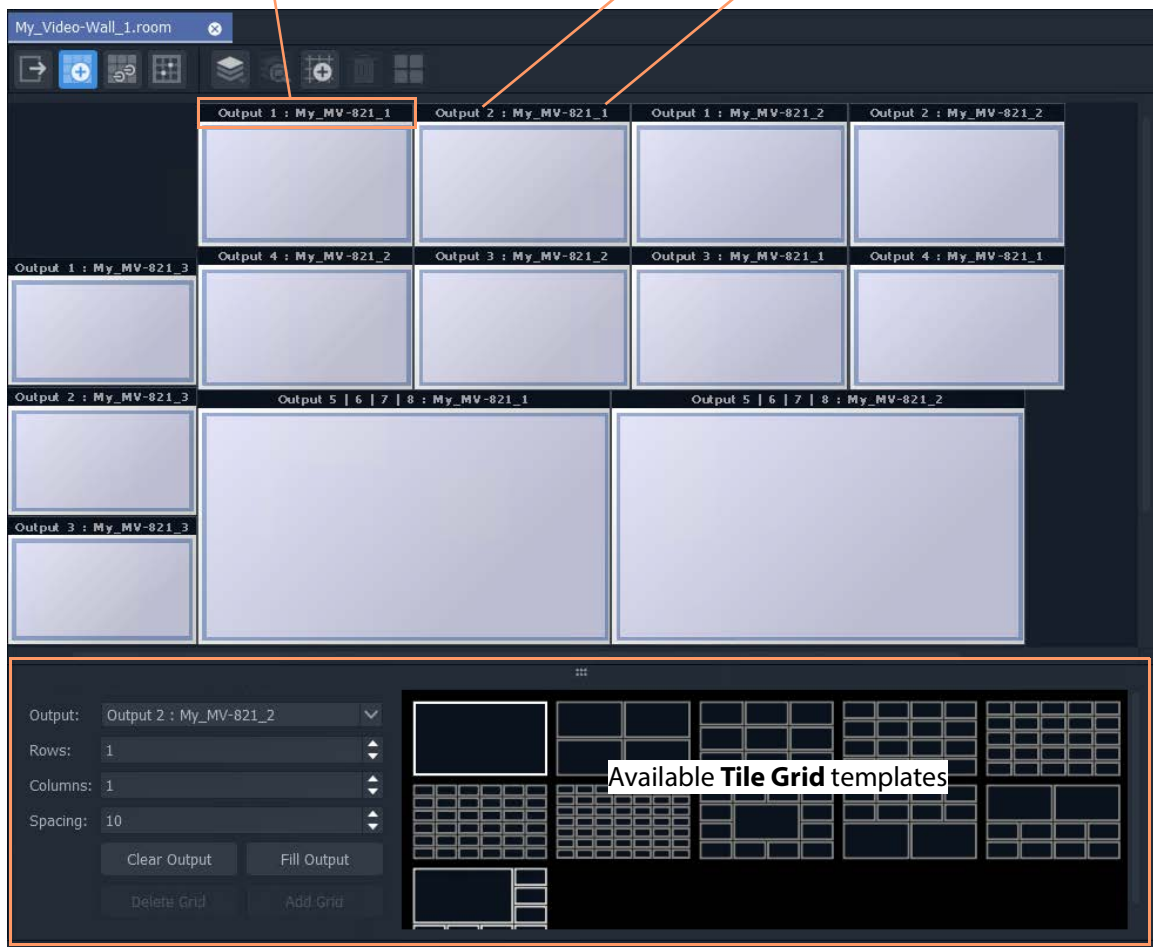 My_Video-Wall_1.room
Output 1 : My_MV-821_1
Output 2 : My_MV-821_1
Output 1 : My_MV-821_2
Output 2 : My_MV-821_2
Output 4 : My_MV-821_2
Output 3 : My_MV-821_2
Output 3 : My_MV-821_1
Output 4 : My_MV-821_1
Output 1 : My_MV-821_3
Output 2 : My_MV-821_3
Output 5 | 6 | 7 | 8 : My_MV-821_1
Output 5 | 6 | 7 | 8 : My_MV-821_2
Output 3 : My_MV-821_3
Output: Output 2 : My_MV-821_2
Rows: 1
Columns: 1
Spacing: 10
Clear Output
Fill Output
Delete Grid
Add Grid
Available Tile Grid templates